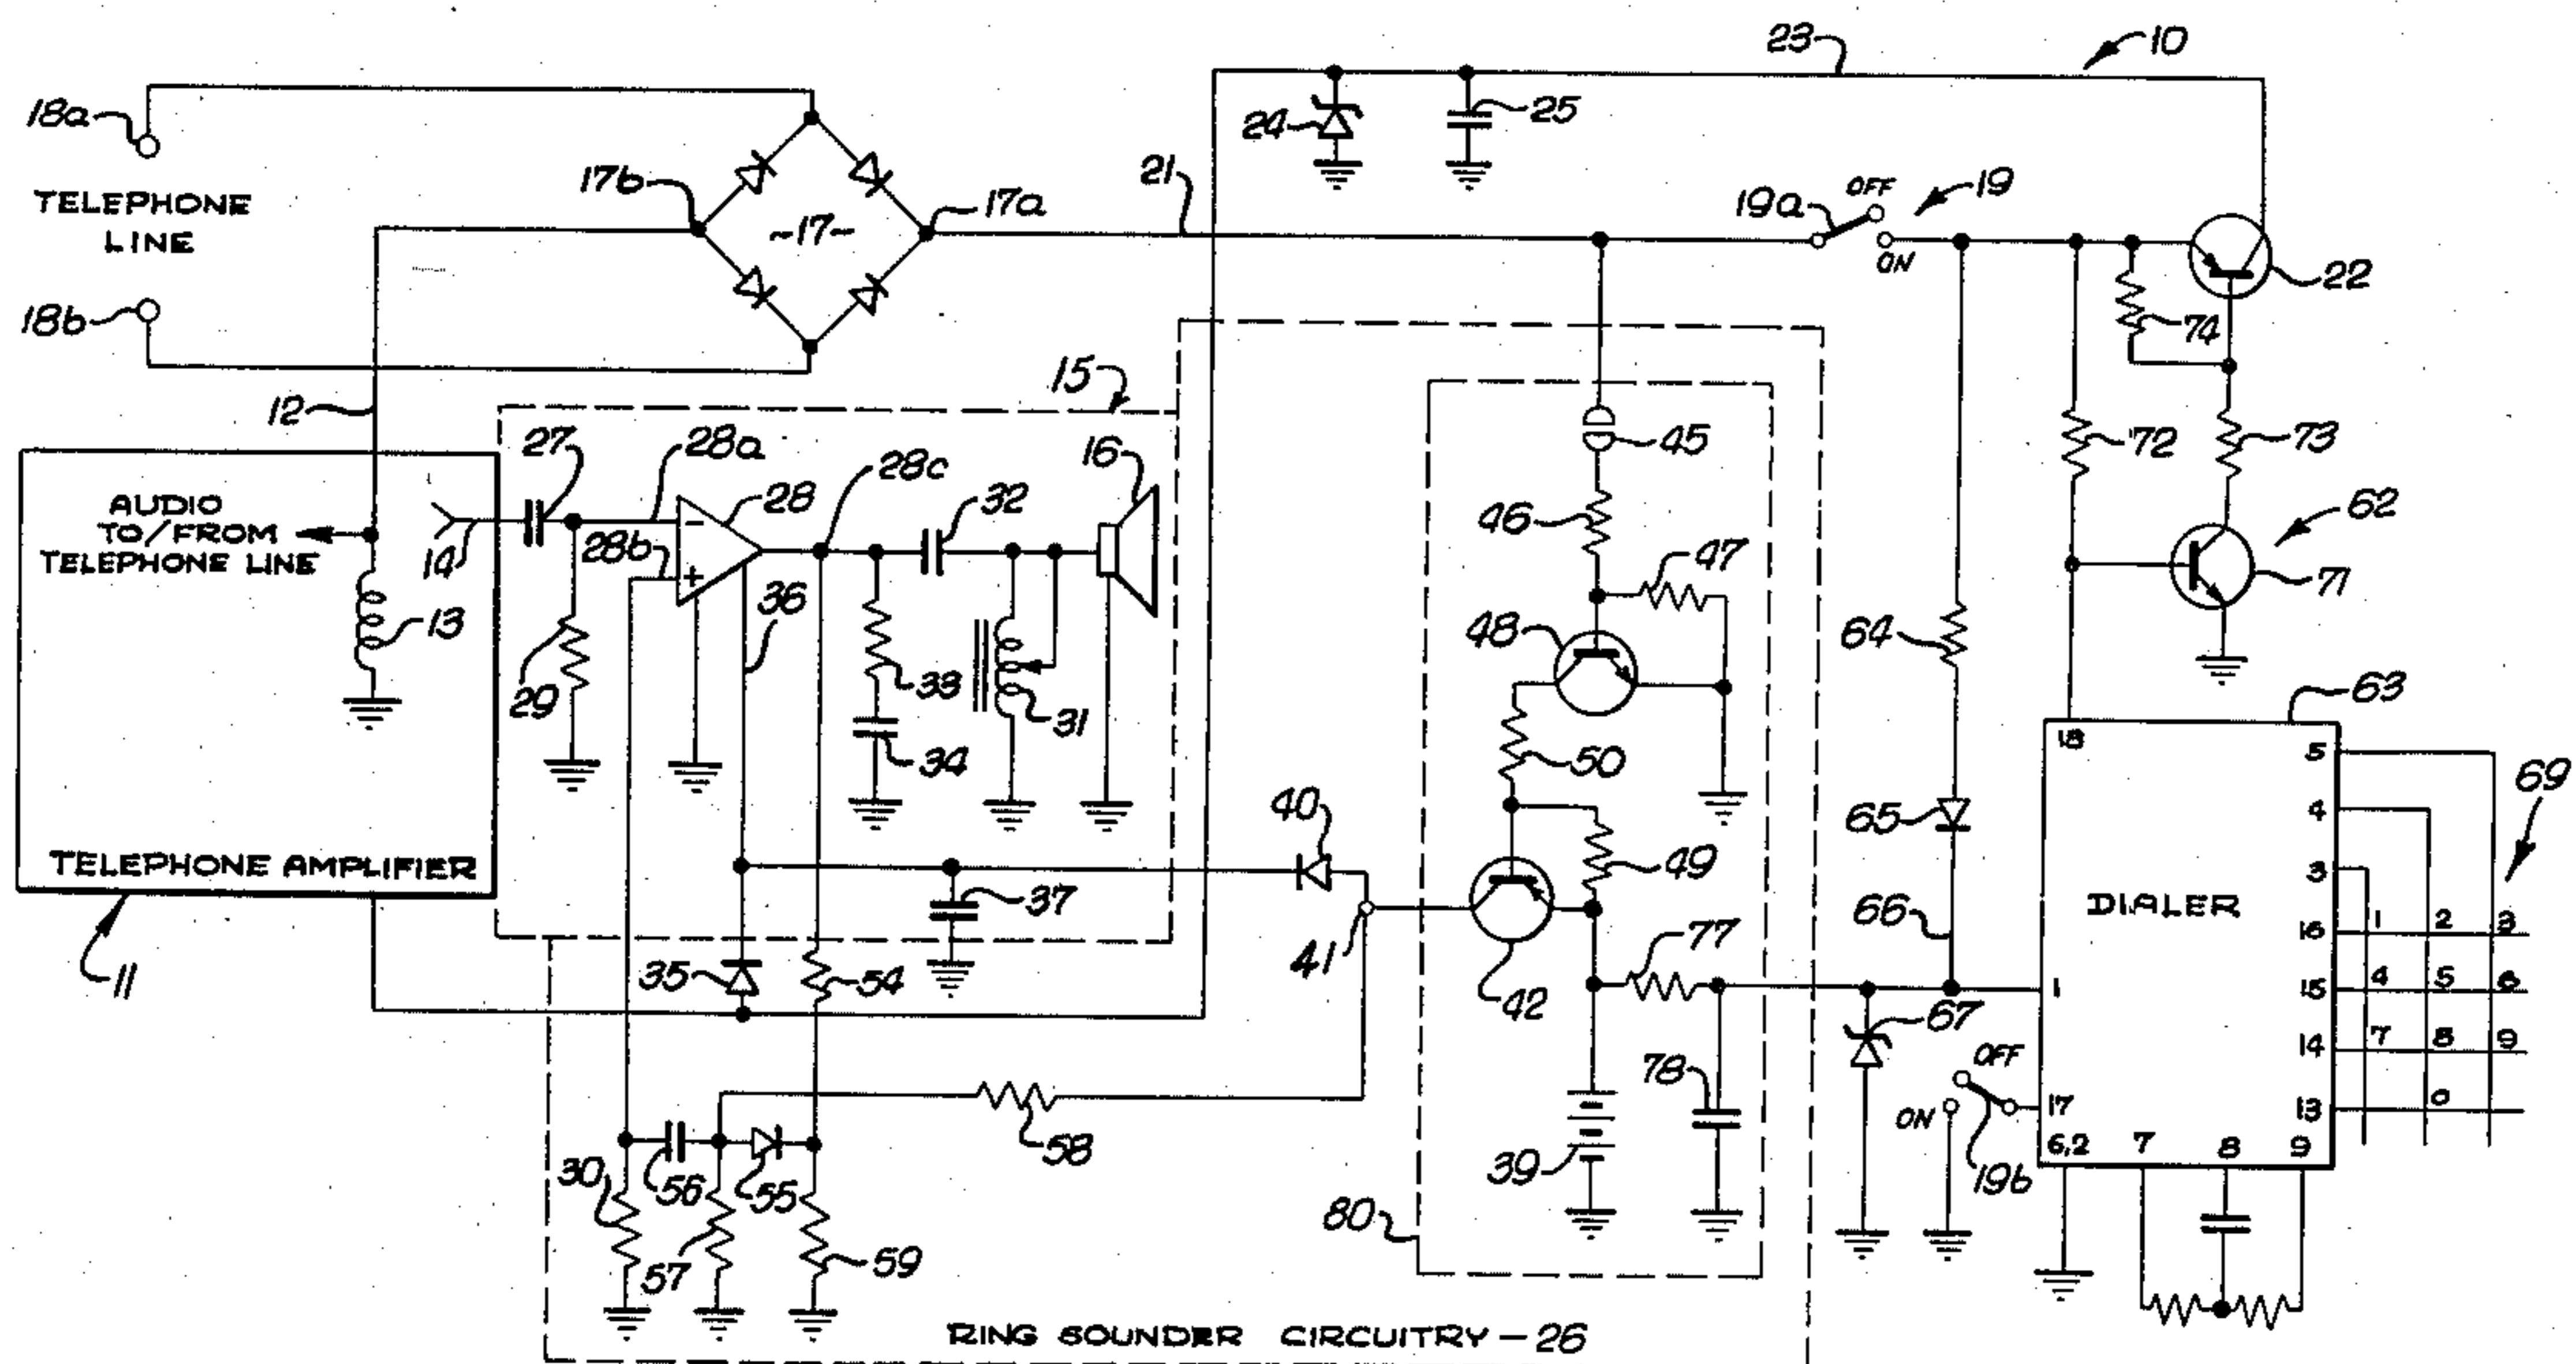 23
10
18a
24
25
17b
17a
21
OFF
19
19a
TELEPHONE
LINE
~17~
ON
22
18b
74
15
12
45
72
73
27
28a
28c
32
16
28
46
62
AUDIO
TO/FROM
TELEPHONE LINE
28b
-
+
14
36
47
71
13
48
64
29
33
31
63
34
50
18
5
69
40
65
4
TELEPHONE AMPLIFIER
49
3
37
DIALER
66
16 1 2 3
11
35
54
41
42
77
1
15 4 5 6
67
OFF
14 7 8 9
78
ON
17
13 0
58
39
19b
6,2 7 8 9
30
56
55
80
57
59
RING SOUNDER CIRCUITRY - 26